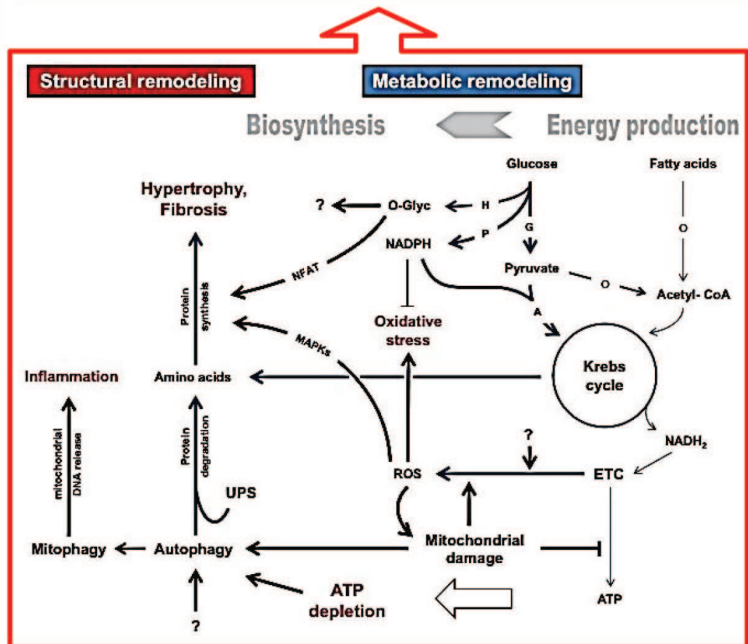 Structural remodeling
Metabolic remodeling
Biosynthesis
Energy production
Glucose
Fatty acids
Hypertrophy,
Fibrosis
?
O-Glyc
H
P
G
O
NADPH
NFAT
Pyruvate
O
Acetyl-CoA
A
Protein
synthesis
Oxidative
stress
MAPKs
Krebs
cycle
Inflammation
Amino acids
mitochondrial
DNA release
Protein
degradation
?
NADH2
ROS
ETC
UPS
Mitophagy
Autophagy
Mitochondrial
damage
ATP
depletion
ATP
?